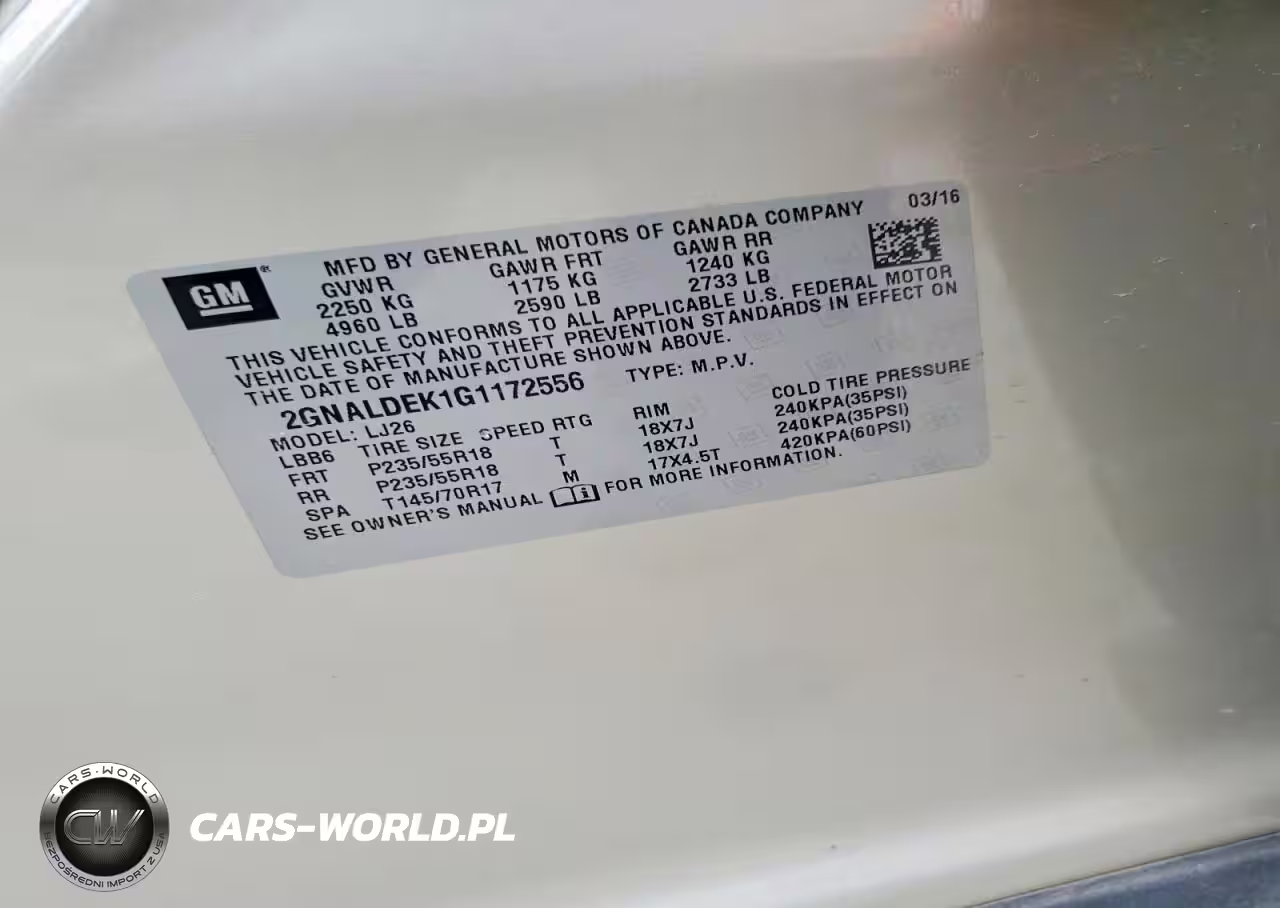 GM®
MFD BY GENERAL MOTORS OF CANADA COMPANY 03/16
GVWR GAWR FRT GAWR RR
2250 KG 1175 KG 1240 KG
4960 LB 2590 LB 2733 LB
THIS VEHICLE CONFORMS TO ALL APPLICABLE U.S. FEDERAL MOTOR
VEHICLE SAFETY AND THEFT PREVENTION STANDARDS IN EFFECT ON
THE DATE OF MANUFACTURE SHOWN ABOVE.
2GNALDEK1G1172556 TYPE: M.P.V.
MODEL: LJ26
LBB6 TIRE SIZE SPEED RTG RIM COLD TIRE PRESSURE
FRT P235/55R18 T 18X7J 240KPA(35PSI)
RR P235/55R18 T 18X7J 240KPA(35PSI)
SPA T145/70R17 M 17X4.5T 420KPA(60PSI)
SEE OWNER'S MANUAL FOR MORE INFORMATION.
CARS-WORLD
CW
BEZPOŚREDNI IMPORT Z USA
CARS-WORLD.PL